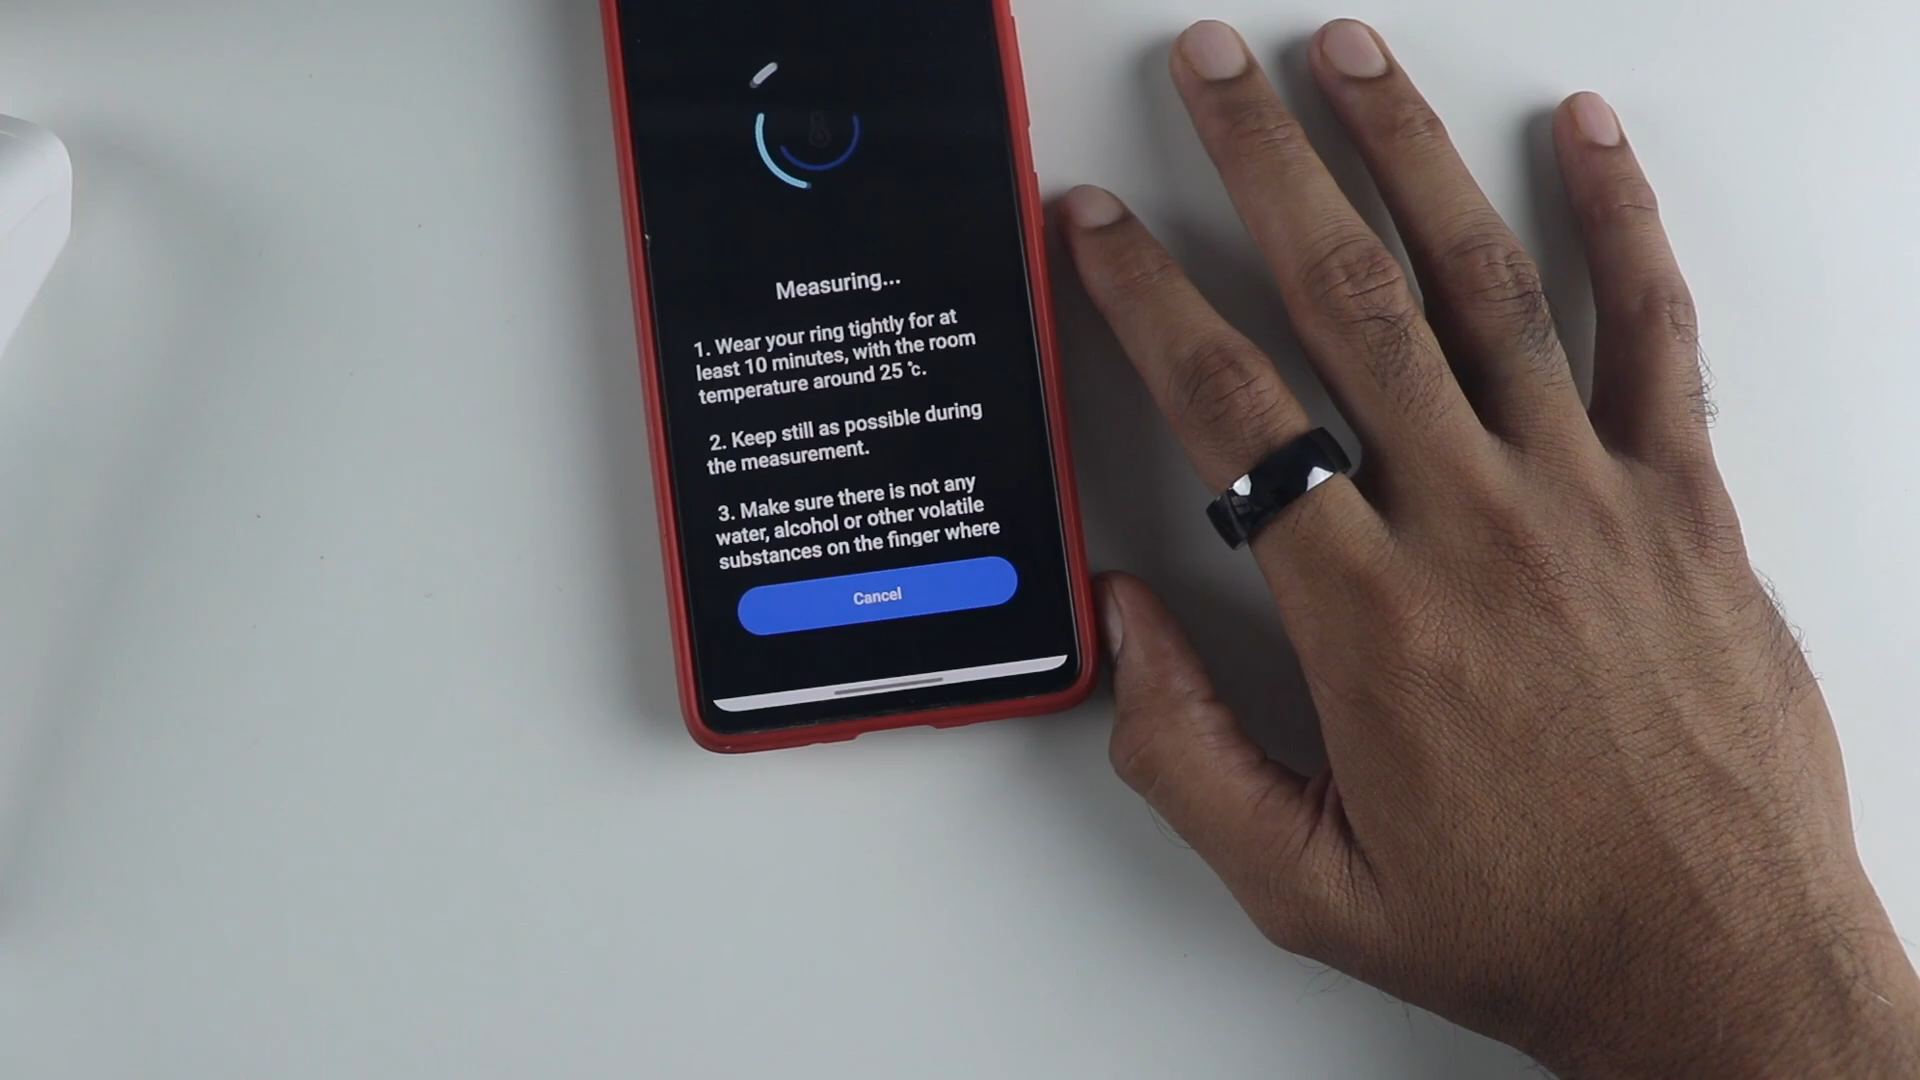 Measuring...
1. Wear your ring tightly for at
least 10 minutes, with the room
temperature around 25 ℃.
2. Keep still as possible during
the measurement.
3. Make sure there is not any
water, alcohol or other volatile
substances on the finger where
Cancel